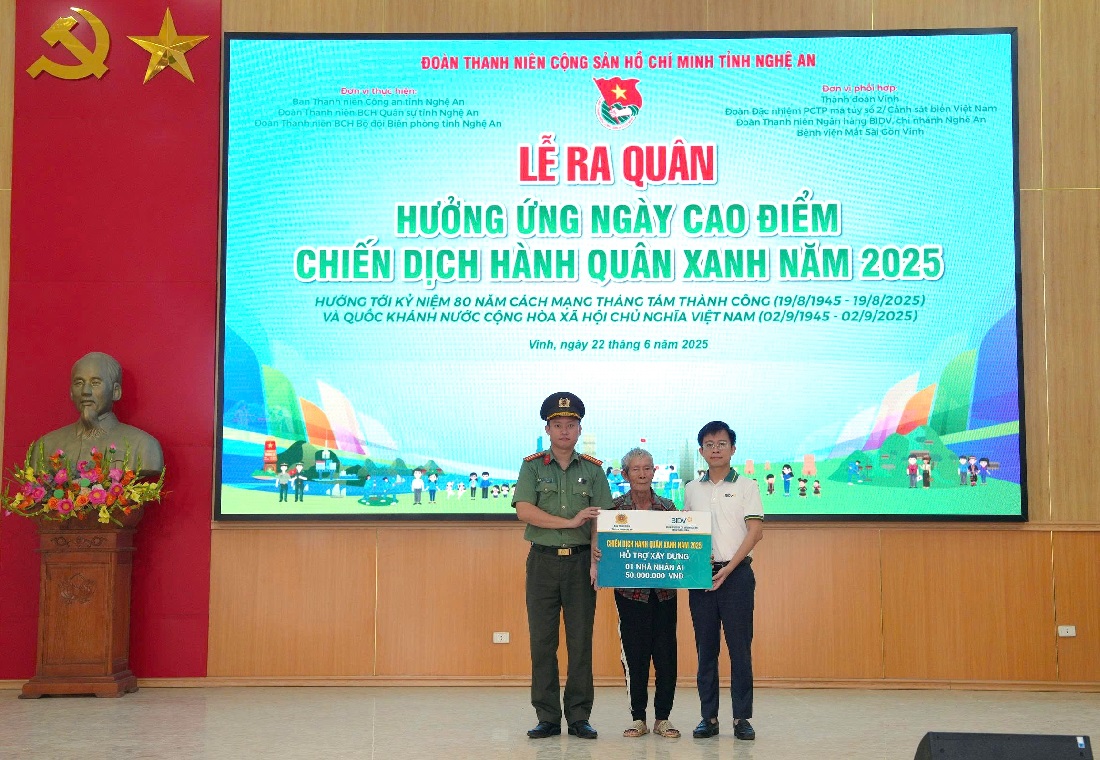 ĐOÀN THANH NIÊN CỘNG SẢN HỒ CHÍ MINH TỈNH NGHỆ AN
Đơn vị thực hiện:
Ban Thanh niên Công an tỉnh Nghệ An
Đoàn Thanh niên BCH Quân sự tỉnh Nghệ An
Đoàn Thanh niên BCH Bộ đội Biên phòng tỉnh Nghệ An
Đơn vị phối hợp:
Thành đoàn Vinh
Đoàn Đặc nhiệm PCTP ma túy số 2/ Cảnh sát biển Việt Nam
Đoàn Thanh niên Ngân hàng BIDV, chi nhánh Nghệ An
Bệnh viện Mắt Sài Gòn Vinh
LỄ RA QUÂN
HƯỞNG ỨNG NGÀY CAO ĐIỂM
CHIẾN DỊCH HÀNH QUÂN XANH NĂM 2025
HƯỚNG TỚI KỶ NIỆM 80 NĂM CÁCH MẠNG THÁNG TÁM THÀNH CÔNG (19/8/1945 - 19/8/2025)
VÀ QUỐC KHÁNH NƯỚC CỘNG HÒA XÃ HỘI CHỦ NGHĨA VIỆT NAM (02/9/1945 - 02/9/2025)
Vinh, ngày 22 tháng 6 năm 2025
BIDV
BIDV
CHIẾN DỊCH HÀNH QUÂN XANH NĂM 2025
HỖ TRỢ XÂY DỰNG
01 NHÀ NHÂN ÁI
50.000.000 VNĐ